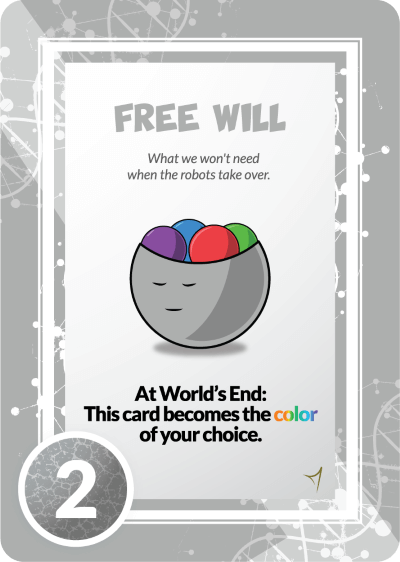 FREE WILL
What we won't need
when the robots take over.
At World's End:
This card becomes the color
of your choice.
2